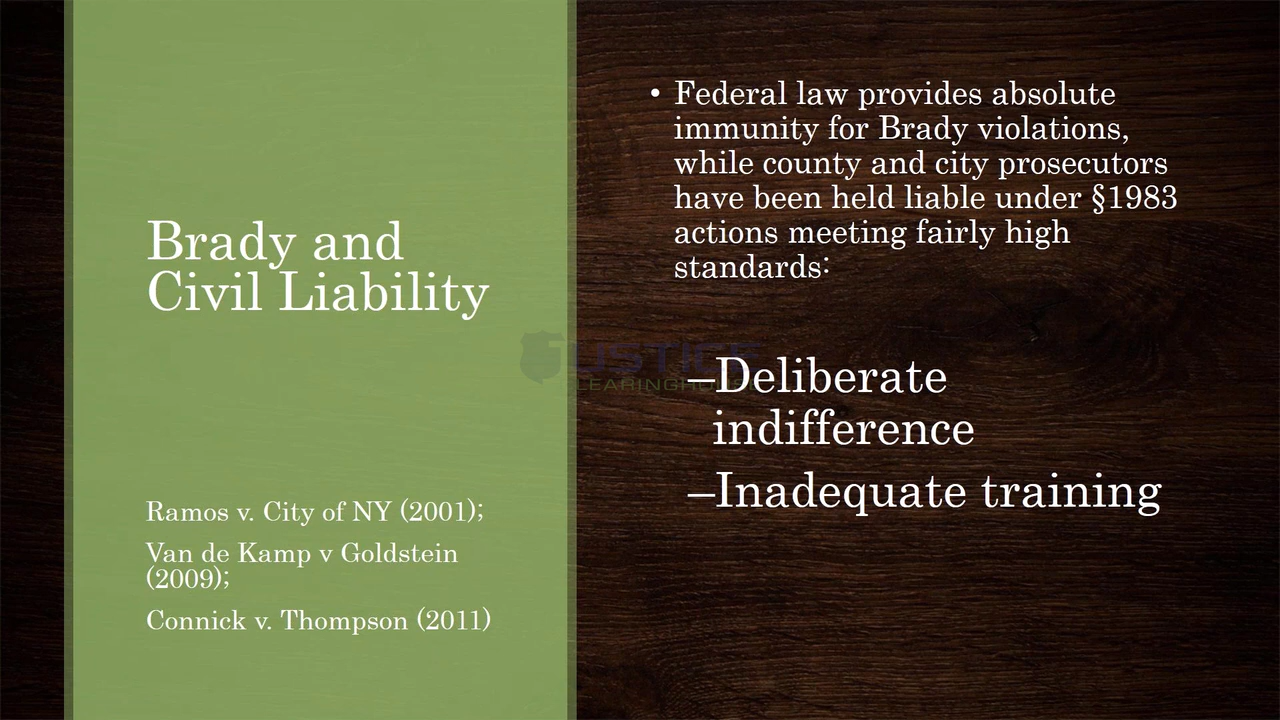 Brady and
Civil Liability
Ramos v. City of NY (2001);
Van de Kamp v Goldstein
(2009);
Connick v. Thompson (2011)
• Federal law provides absolute
immunity for Brady violations,
while county and city prosecutors
have been held liable under §1983
actions meeting fairly high
standards:
–Deliberate
indifference
–Inadequate training
JUSTICE
CLEARINGHOUSE